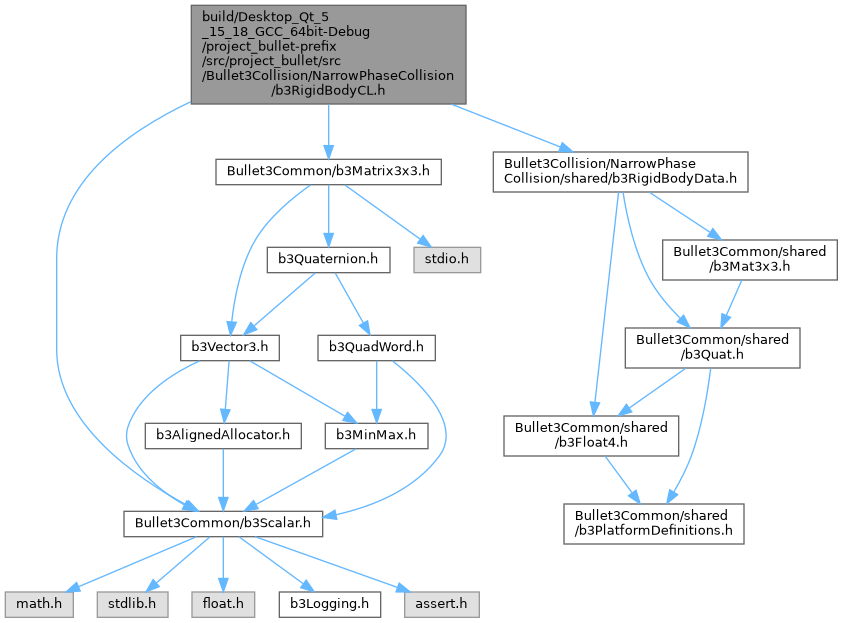 build/Desktop_Qt_5
_15_18_GCC_64bit-Debug
/project_bullet-prefix
/src/project_bullet/src
/Bullet3Collision/NarrowPhaseCollision
/b3RigidBodyCL.h
Bullet3Common/b3Matrix3x3.h
Bullet3Collision/NarrowPhase
Collision/shared/b3RigidBodyData.h
b3Quaternion.h
stdio.h
Bullet3Common/shared
/b3Mat3x3.h
b3Vector3.h
b3QuadWord.h
Bullet3Common/shared
/b3Quat.h
b3AlignedAllocator.h
b3MinMax.h
Bullet3Common/shared
/b3Float4.h
Bullet3Common/b3Scalar.h
Bullet3Common/shared
/b3PlatformDefinitions.h
math.h
stdlib.h
float.h
b3Logging.h
assert.h